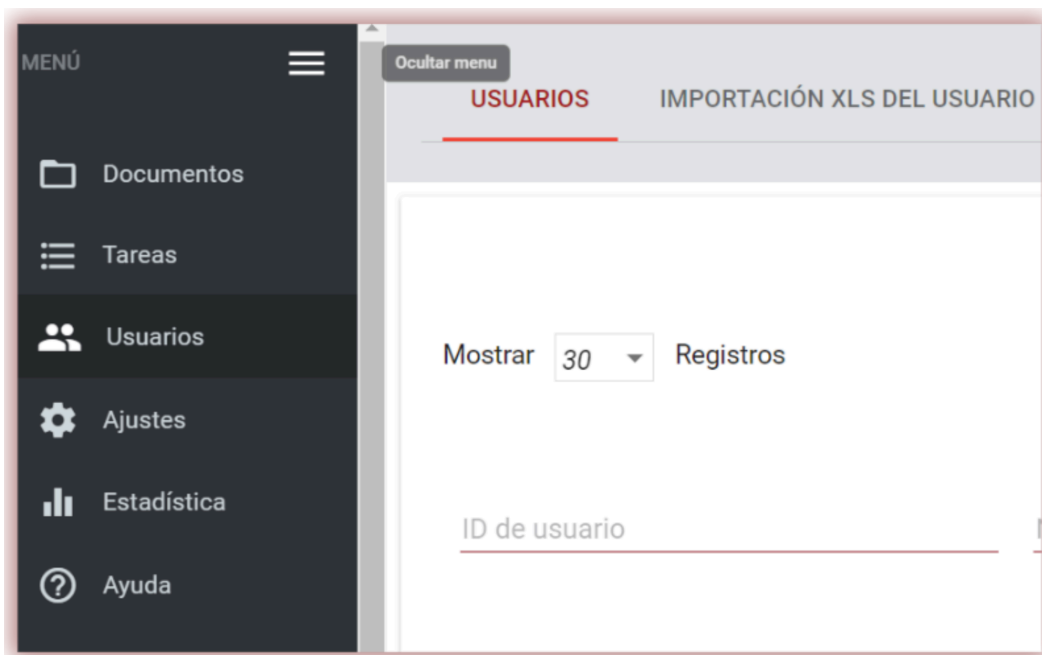 MENÚ
Ocultar menu
USUARIOS
IMPORTACIÓN XLS DEL USUARIO
Documentos
Tareas
Usuarios
Mostrar 30 Registros
Ajustes
Estadística
ID de usuario
Ayuda